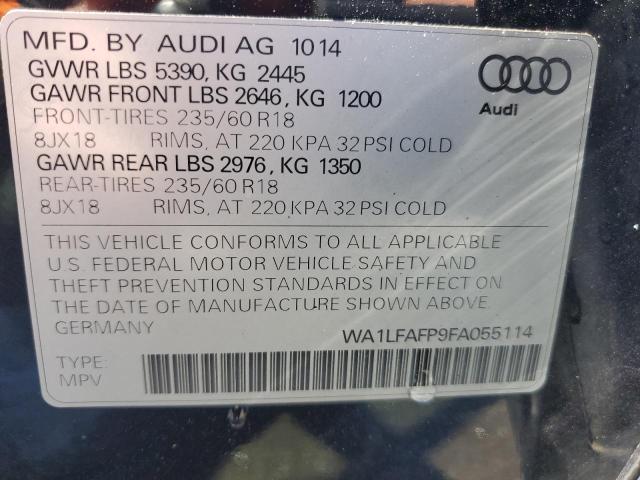 MFD. BY AUDI AG 1014
GVWR LBS 5390, KG 2445
GAWR FRONT LBS 2646, KG 1200
FRONT-TIRES 235/60 R18
8JX18 RIMS, AT 220 KPA 32 PSI COLD
GAWR REAR LBS 2976, KG 1350
REAR-TIRES 235/60 R18
8JX18 RIMS, AT 220 KPA 32 PSI COLD
Audi
THIS VEHICLE CONFORMS TO ALL APPLICABLE
U.S. FEDERAL MOTOR VEHICLE SAFETY AND
THEFT PREVENTION STANDARDS IN EFFECT ON
THE DATE OF MANUFACTURE SHOWN ABOVE.
GERMANY WA1LFAFP9FA055114
TYPE:
MPV